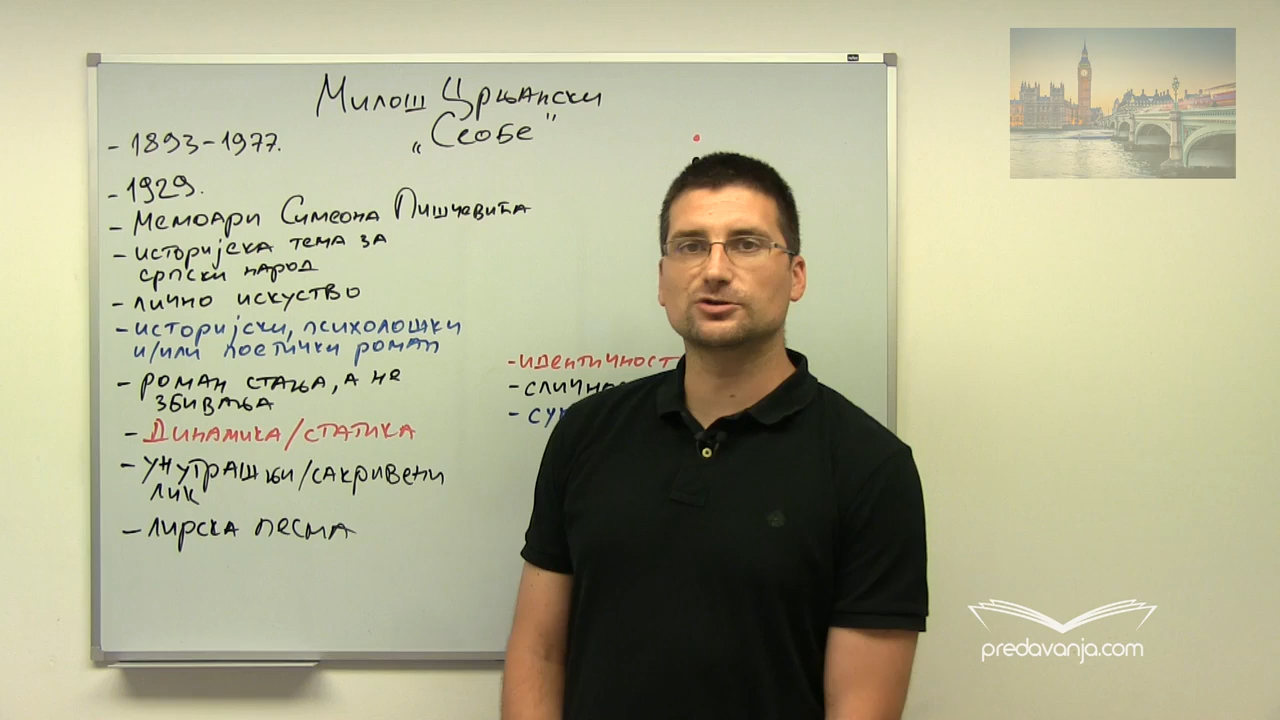 Милош Црњански
„Сеобе"
- 1893-1977.
- 1929.
- Мемоари Симеона Пишчевића
- историјска тема за
српски народ
- лично искуство
- историјски, психолошки
и/или поетички роман
- роман стања, а не
збивања
- Динамика/статика
- унутрашњи/сакривени
лик
- лирска песма
- идентичност
predavanja.com